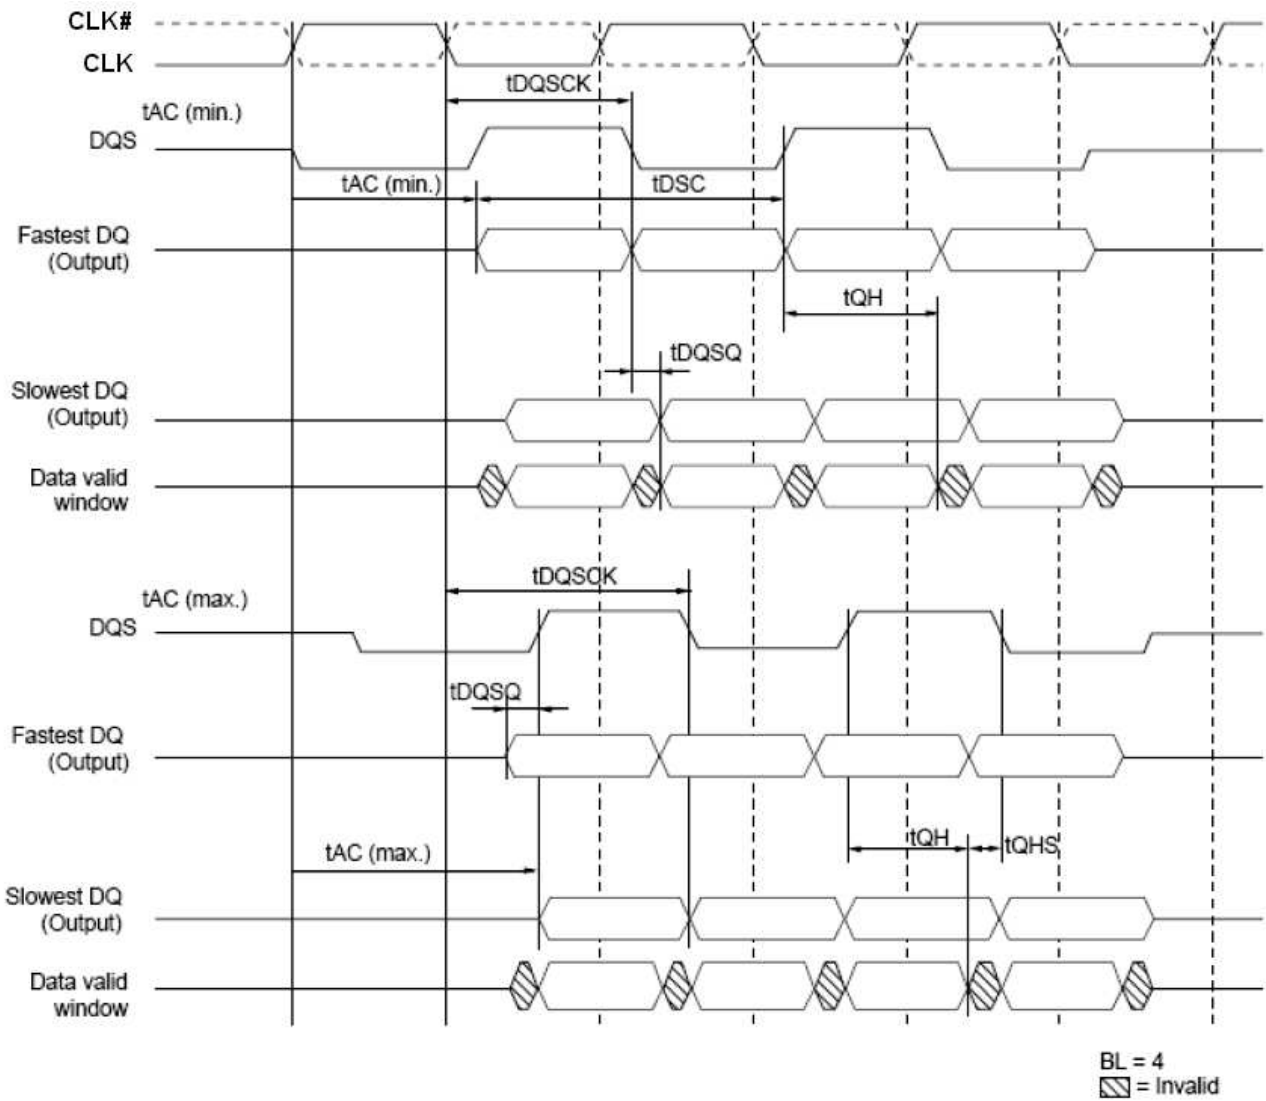 CLK#
CLK
tDQSCK
tAC (min.)
DQS
tAC (min.)
tDSC
Fastest DQ
(Output)
tQH
tDQSQ
Slowest DQ
(Output)
Data valid
window
tDQSCK
tAC (max.)
DQS
tDQSQ
Fastest DQ
(Output)
tQH
tQHS
tAC (max.)
Slowest DQ
(Output)
Data valid
window
BL = 4
= Invalid